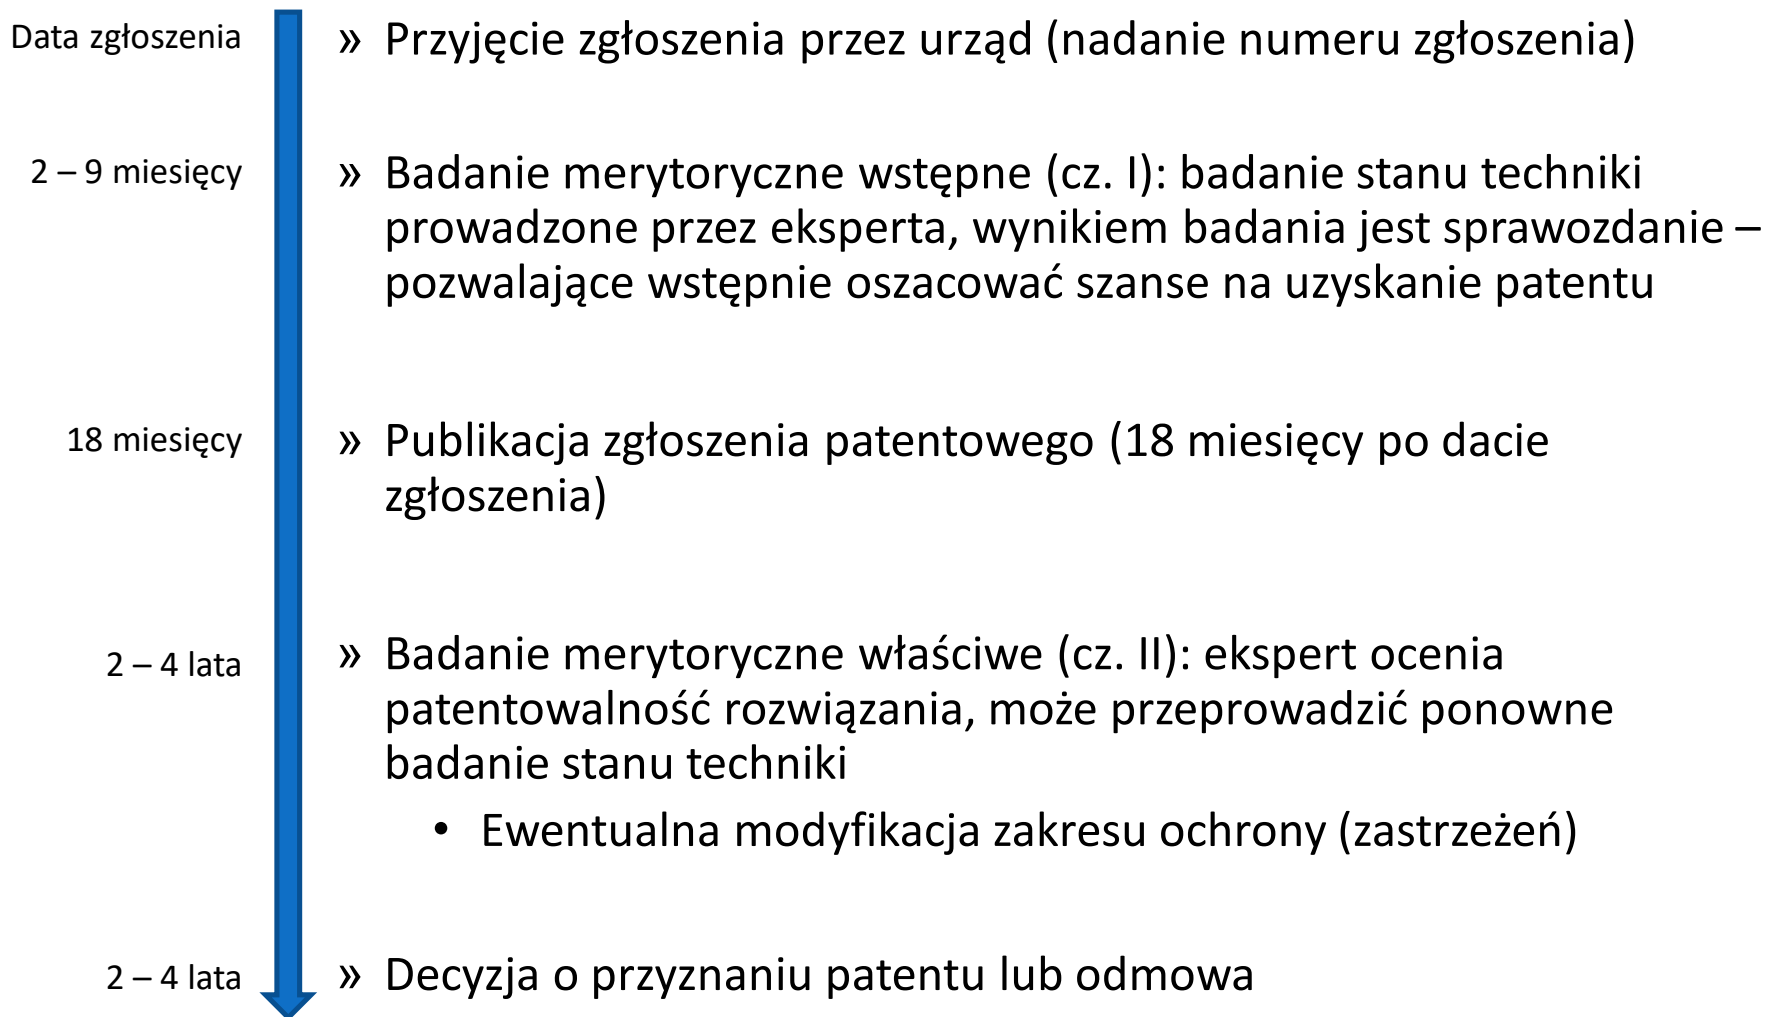 Data zgłoszenia
» Przyjęcie zgłoszenia przez urząd (nadanie numeru zgłoszenia)
2 – 9 miesięcy
» Badanie merytoryczne wstępne (cz. I): badanie stanu techniki
prowadzone przez eksperta, wynikiem badania jest sprawozdanie –
pozwalające wstępnie oszacować szanse na uzyskanie patentu
18 miesięcy
» Publikacja zgłoszenia patentowego (18 miesięcy po dacie
zgłoszenia)
2 – 4 lata
» Badanie merytoryczne właściwe (cz. II): ekspert ocenia
patentowalność rozwiązania, może przeprowadzić ponowne
badanie stanu techniki
• Ewentualna modyfikacja zakresu ochrony (zastrzeżeń)
2 – 4 lata
» Decyzja o przyznaniu patentu lub odmowa